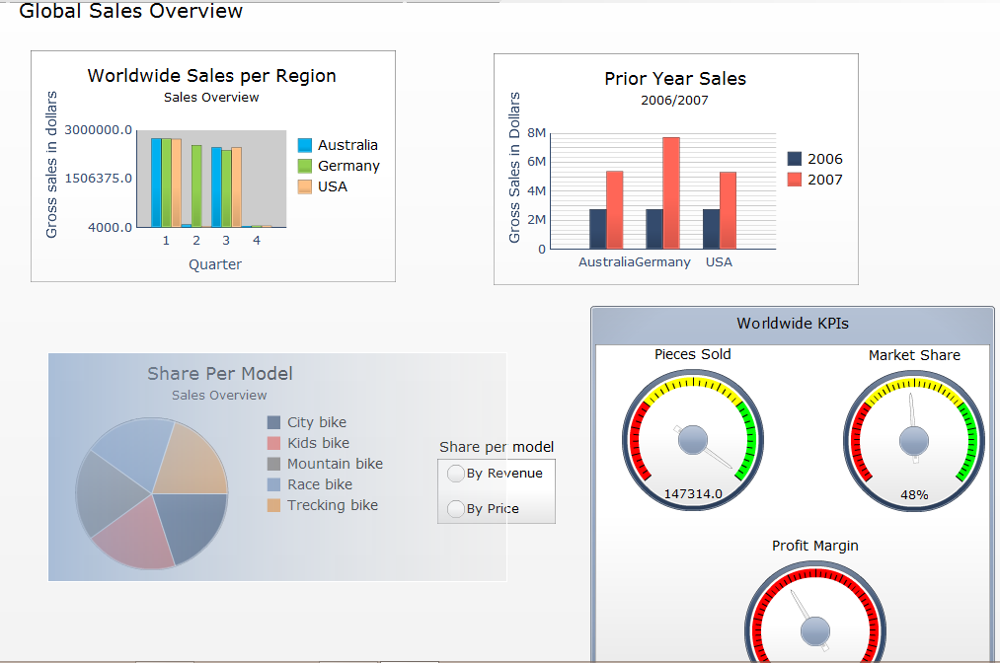 Global Sales Overview
Worldwide Sales per Region
Sales Overview
Gross sales in dollars
3000000.0
1506375.0
4000.0
1 2 3 4
Quarter
Australia
Germany
USA
Prior Year Sales
2006/2007
Gross Sales in Dollars
8M
6M
4M
2M
0
AustraliaGermany USA
2006
2007
Share Per Model
Sales Overview
City bike
Kids bike
Mountain bike
Race bike
Trecking bike
Share per model
By Revenue
By Price
Worldwide KPIs
Pieces Sold
147314.0
Market Share
48%
Profit Margin